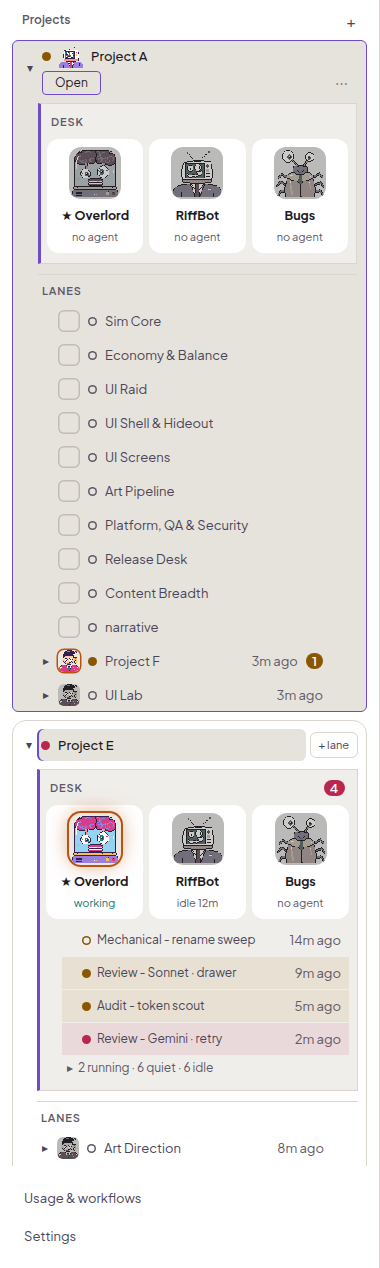 Projects
+
Project A
Open
...
DESK
★ Overlord
no agent
RiffBot
no agent
Bugs
no agent
LANES
Sim Core
Economy & Balance
UI Raid
UI Shell & Hideout
UI Screens
Art Pipeline
Platform, QA & Security
Release Desk
Content Breadth
narrative
Project F 3m ago 1
UI Lab 3m ago
Project E + lane
DESK 4
★ Overlord
working
RiffBot
idle 12m
Bugs
no agent
Mechanical - rename sweep 14m ago
Review - Sonnet · drawer 9m ago
Audit - token scout 5m ago
Review - Gemini · retry 2m ago
2 running · 6 quiet · 6 idle
LANES
Art Direction 8m ago
Usage & workflows
Settings